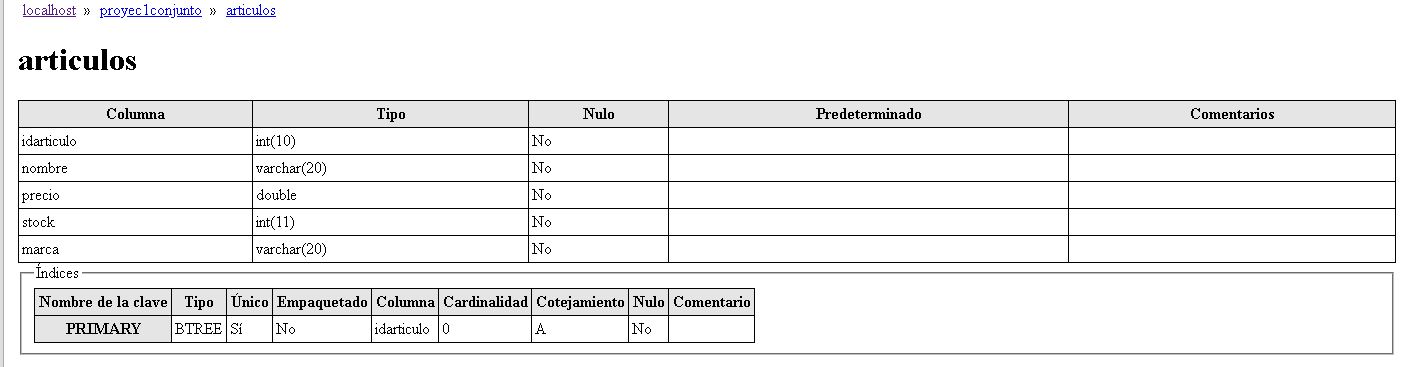 localhost » proyec1conjunto » articulos
articulos
Columna Tipo Nulo Predeterminado Comentarios
idarticulo int(10) No
nombre varchar(20) No
precio double No
stock int(11) No
marca varchar(20) No
Índices
Nombre de la clave Tipo Único Empaquetado Columna Cardinalidad Cotejamiento Nulo Comentario
PRIMARY BTREE Sí No idarticulo 0 A No